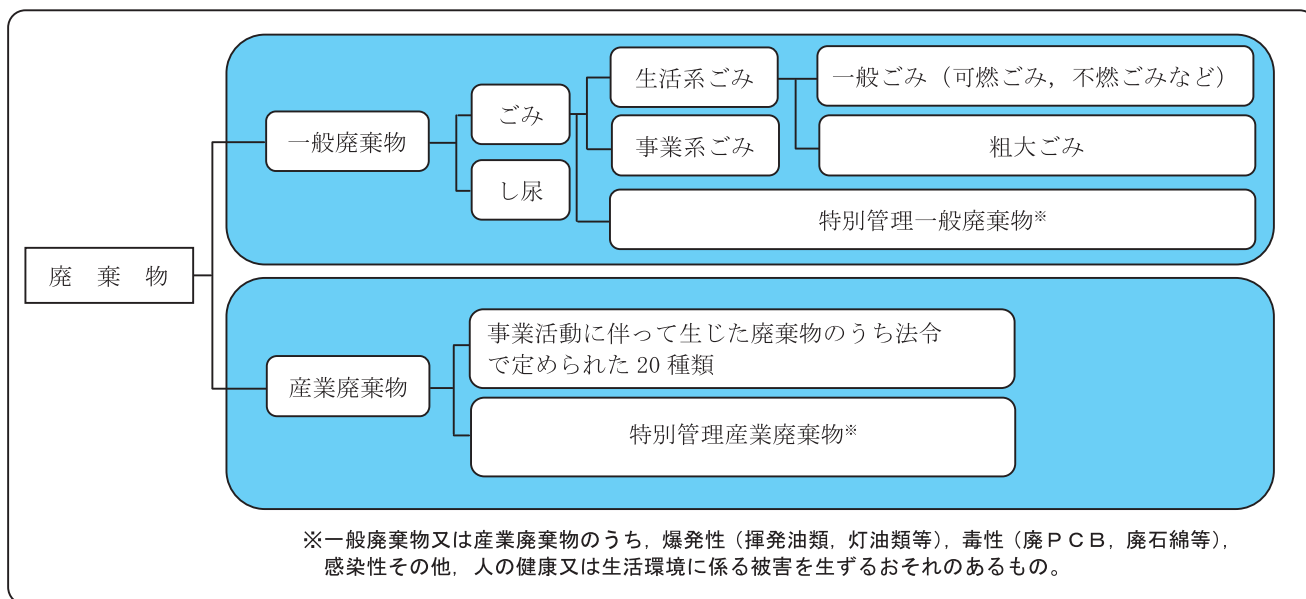 廃棄物
一般廃棄物
ごみ
し尿
生活系ごみ
事業系ごみ
一般ごみ（可燃ごみ，不燃ごみなど）
粗大ごみ
特別管理一般廃棄物※
産業廃棄物
事業活動に伴って生じた廃棄物のうち法令
で定められた 20 種類
特別管理産業廃棄物※
※一般廃棄物又は産業廃棄物のうち，爆発性（揮発油類，灯油類等），毒性（廃ＰＣＢ，廃石綿等），
感染性その他，人の健康又は生活環境に係る被害を生ずるおそれのあるもの。